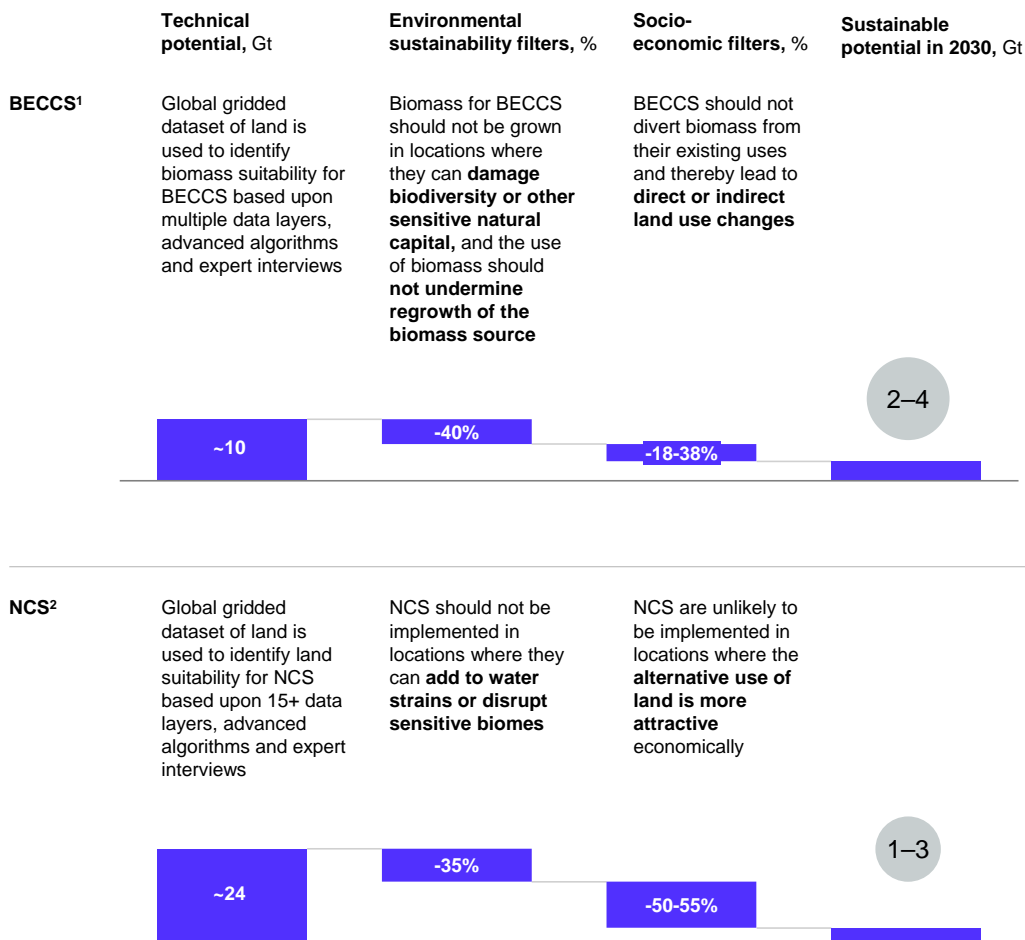 Technical
potential, Gt
Environmental
sustainability filters, %
Socio-
economic filters, %
Sustainable
potential in 2030, Gt
BECCS¹
Global gridded
dataset of land is
used to identify
biomass suitability for
BECCS based upon
multiple data layers,
advanced algorithms
and expert interviews
Biomass for BECCS
should not be grown
in locations where
they can damage
biodiversity or other
sensitive natural
capital, and the use
of biomass should
not undermine
regrowth of the
biomass source
BECCS should not
divert biomass from
their existing uses
and thereby lead to
direct or indirect
land use changes
2–4
~10
-40%
-18-38%
NCS²
Global gridded
dataset of land is
used to identify land
suitability for NCS
based upon 15+ data
layers, advanced
algorithms and expert
interviews
NCS should not be
implemented in
locations where they
can add to water
strains or disrupt
sensitive biomes
NCS are unlikely to
be implemented in
locations where the
alternative use of
land is more
attractive
economically
1–3
~24
-35%
-50-55%